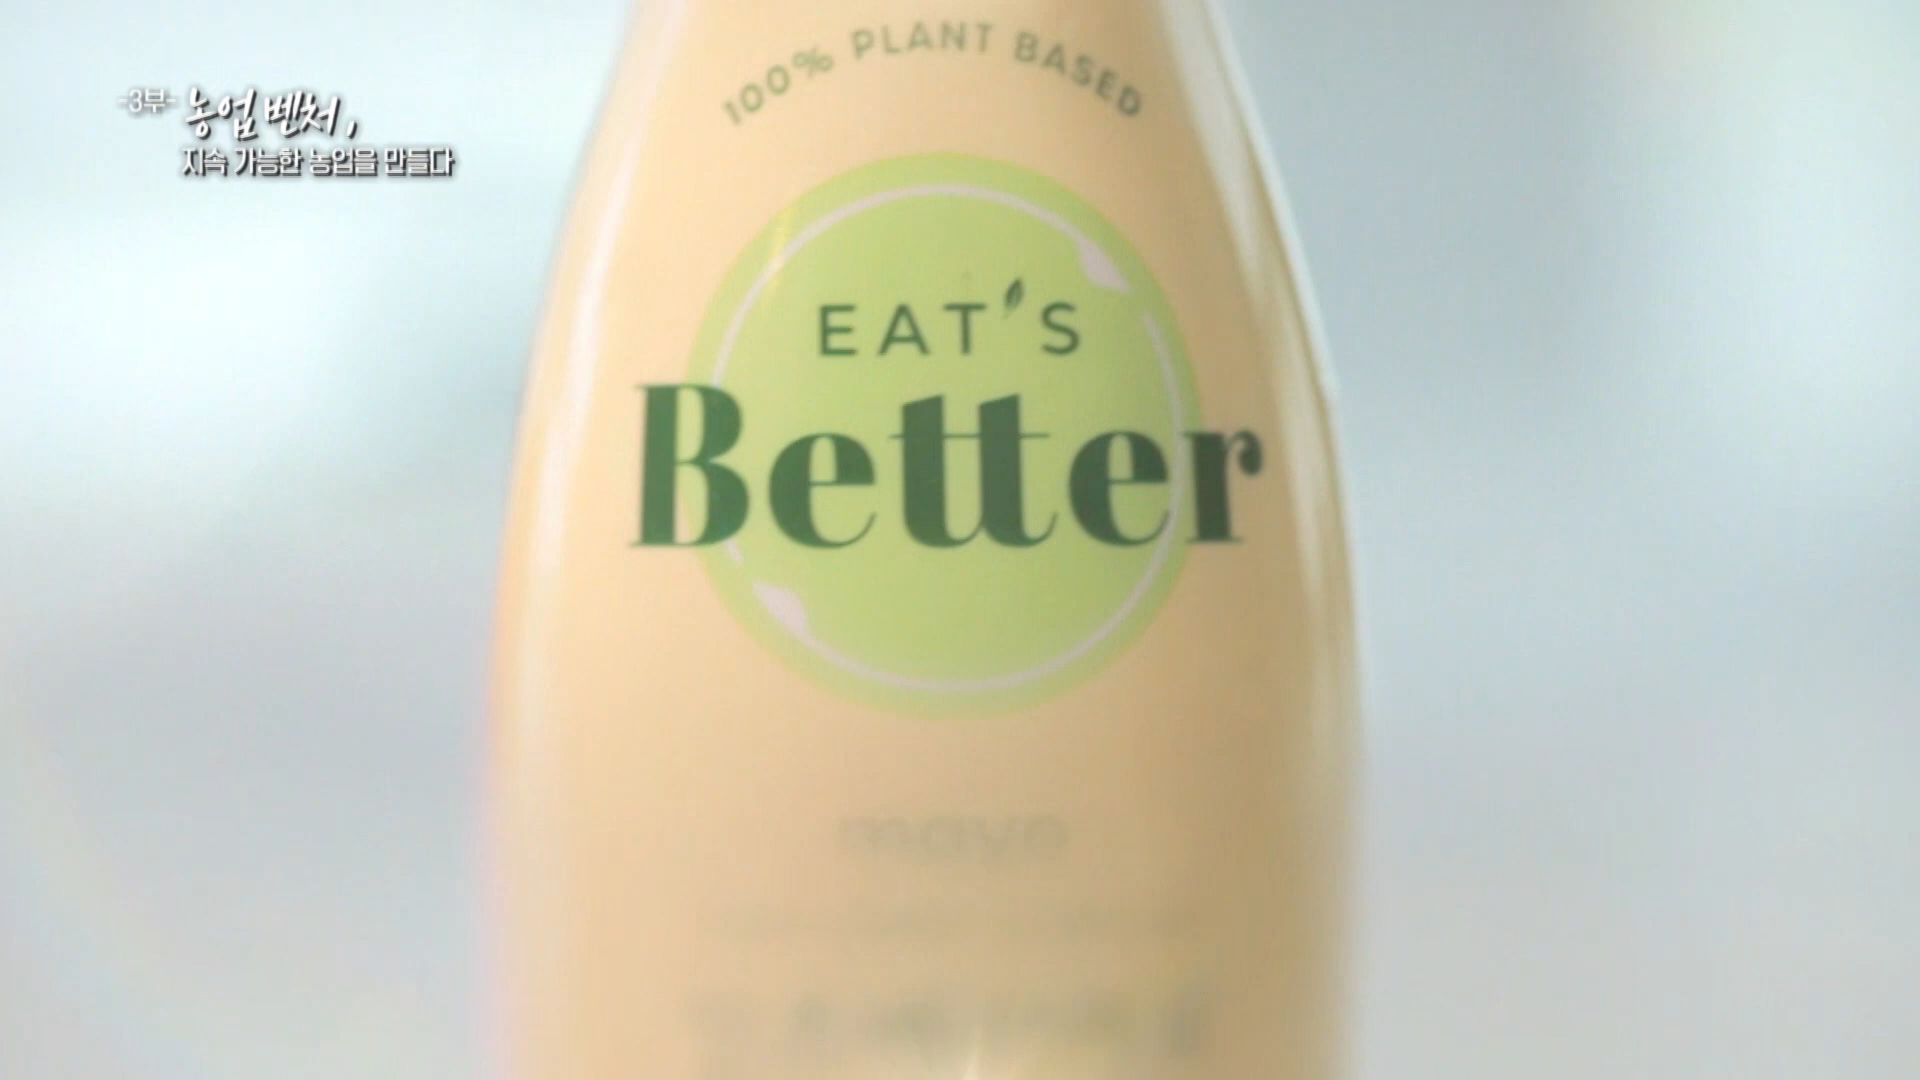 -3부- 농업 벤처,
지속 가능한 농업을 만들다
100% PLANT BASED
EAT'S
Better
mayo